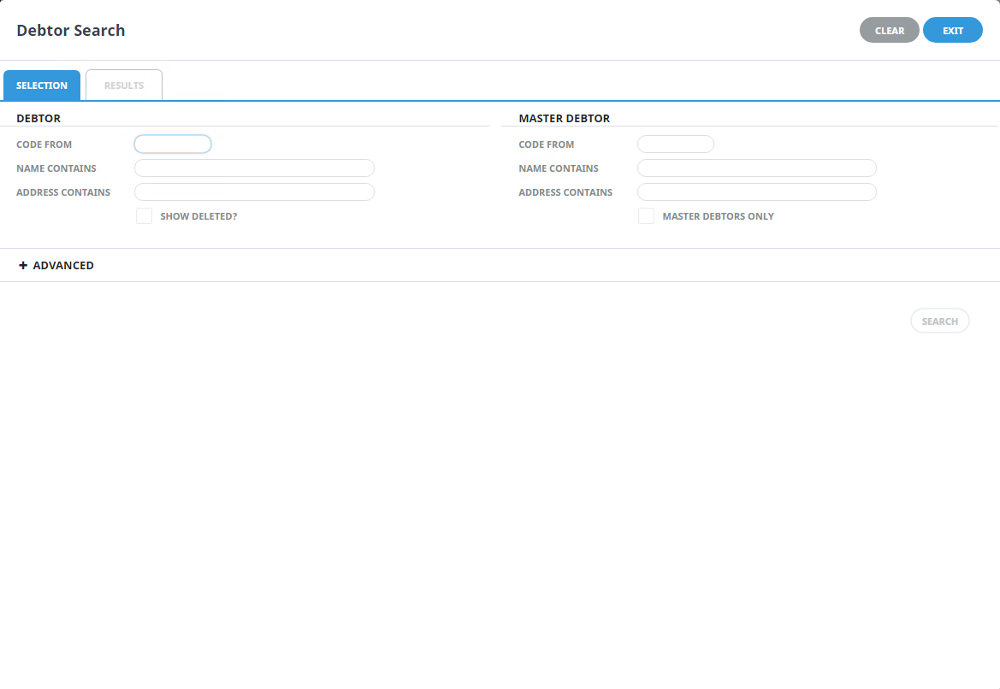 Debtor Search
CLEAR
EXIT
SELECTION
RESULTS
DEBTOR
CODE FROM
NAME CONTAINS
ADDRESS CONTAINS
SHOW DELETED?
MASTER DEBTOR
CODE FROM
NAME CONTAINS
ADDRESS CONTAINS
MASTER DEBTORS ONLY
+ ADVANCED
SEARCH